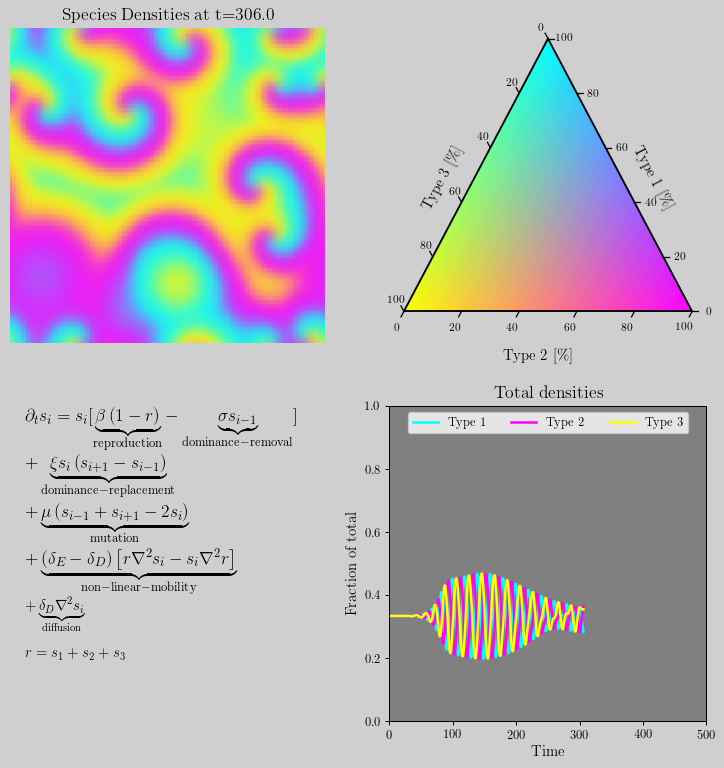 Species Densities at t=306.0
0
100
20
80
40
60
60
40
80
20
100
0
0 20 40 60 80 100
Type 3 [%]
Type 1 [%]
Type 2 [%]
∂ₜsᵢ = sᵢ[ β (1 − r) − σsᵢ₋₁ ]
reproduction dominance−removal
+ ξsᵢ (sᵢ₊₁ − sᵢ₋₁)
dominance−replacement
+ μ (sᵢ₋₁ + sᵢ₊₁ − 2sᵢ)
mutation
+ (δ_E − δ_D) [r∇²sᵢ − sᵢ∇²r]
non−linear−mobility
+ δ_D∇²sᵢ
diffusion
r = s₁ + s₂ + s₃
Total densities
Type 1 Type 2 Type 3
1.0
0.8
0.6
0.4
0.2
0.0
Fraction of total
0 100 200 300 400 500
Time